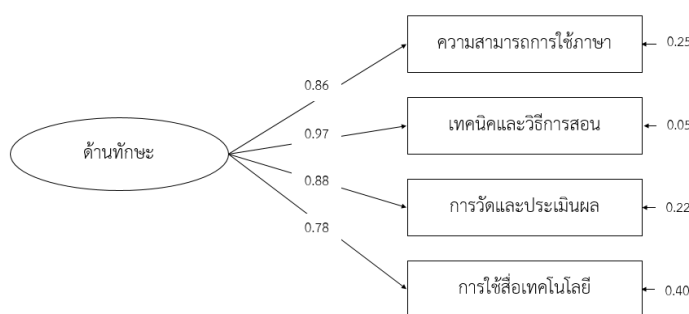 ความสามารถการใช้ภาษา
0.25
0.86
เทคนิคและวิธีการสอน
0.05
0.97
ด้านทักษะ
0.88
การวัดและประเมินผล
0.22
0.78
การใช้สื่อเทคโนโลยี
0.40